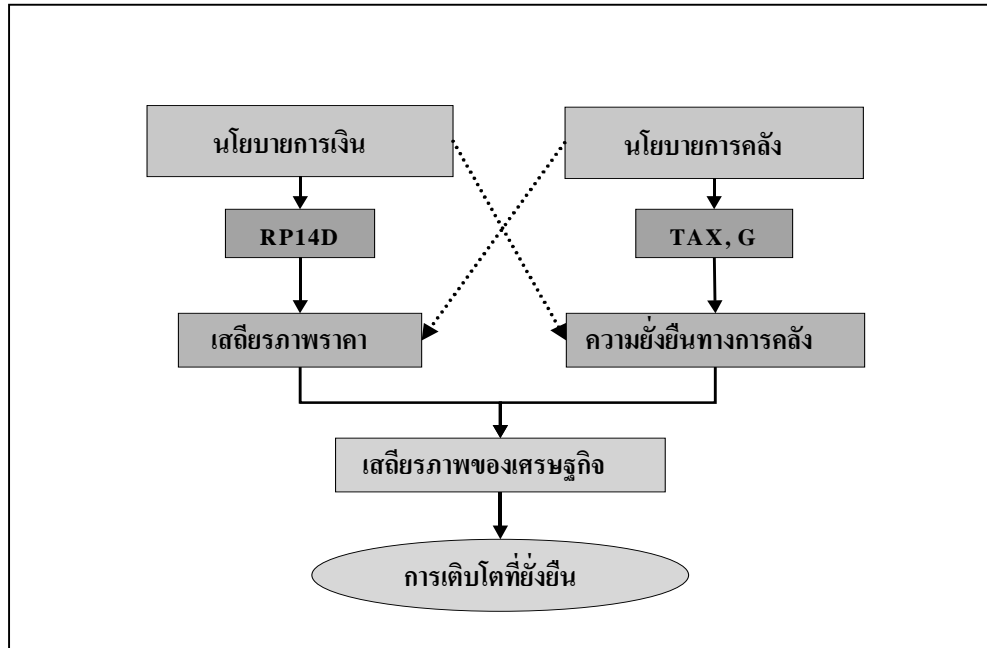 นโยบายการเงิน
นโยบายการคลัง
RP14D
TAX, G
เสถียรภาพราคา
ความยั่งยืนทางการคลัง
เสถียรภาพของเศรษฐกิจ
การเติบโตที่ยั่งยืน